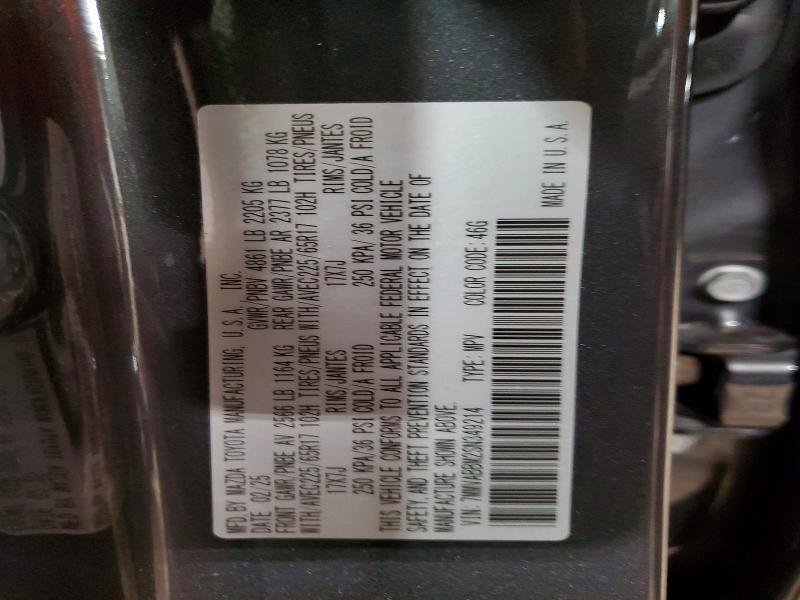 MFD.BY MAZDA TOYOTA MANUFACTURING, U.S.A., INC.
DATE 02/25 GVWR/PNBV 4861 LB 2205 KG
FRONT GAWR/PNBE AV 2566 LB 1164 KG REAR GAWR/PNBE AR 2377 LB 1078 KG
WITH/AVEC225/65R17 102H TIRES/PNEUS WITH/AVEC225/65R17 102H TIRES/PNEUS
17X7J RIMS/JANTES 17X7J RIMS/JANTES
250 KPA/36 PSI COLD/A FROID 250 KPA/ 36 PSI COLD/A FROID
THIS VEHICLE CONFORMS TO ALL APPLICABLE FEDERAL MOTOR VEHICLE
SAFETY AND THEFT PREVENTION STANDARDS IN EFFECT ON THE DATE OF
MANUFACTURE SHOWN ABOVE.
VIN: 7MMVABBMZSN349214 TYPE: MPV COLOR CODE: 46G
MADE IN U.S.A.